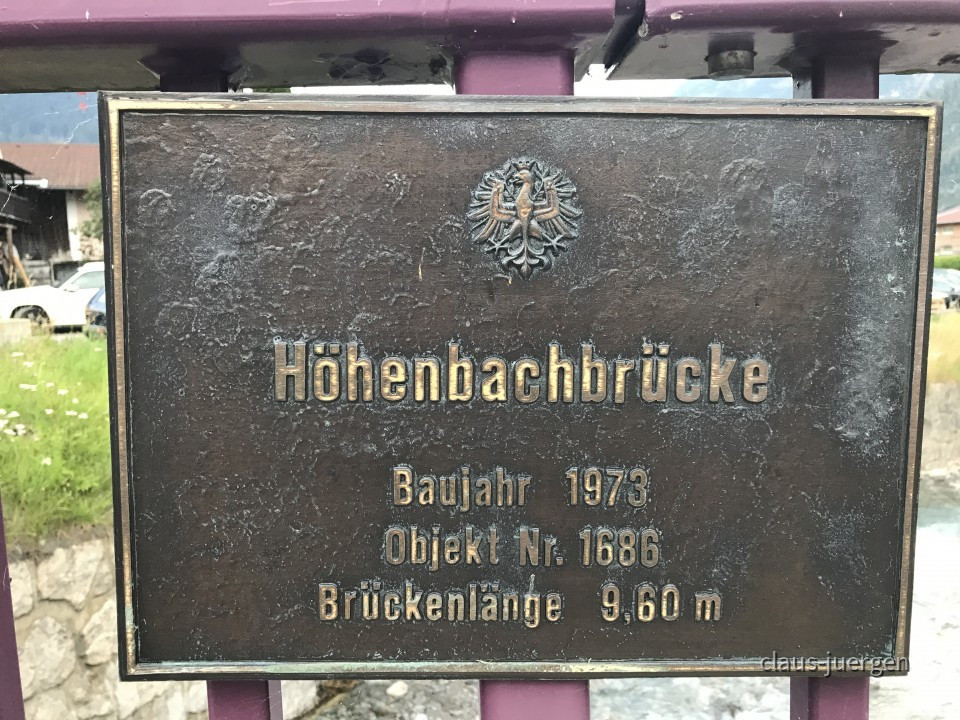 Höhenbachbrücke
Baujahr 1973
Objekt Nr. 1686
Brückenlänge 9,60 m
claus-juergen